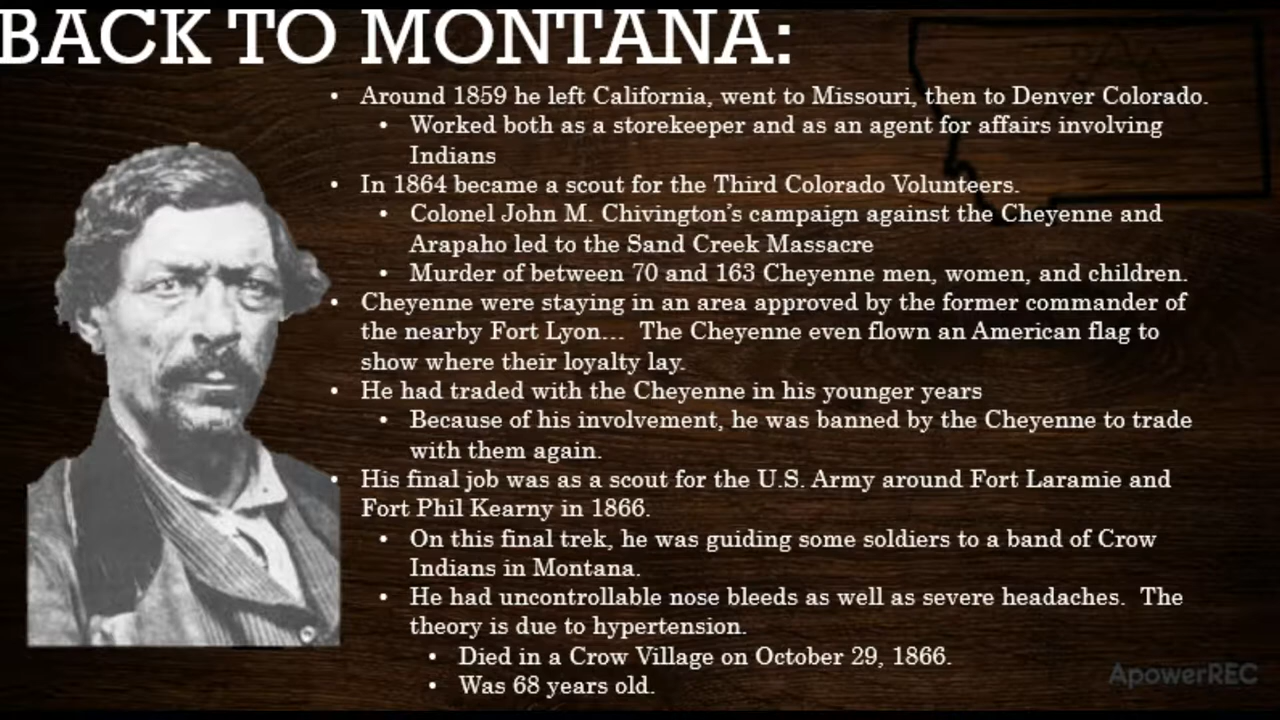 BACK TO MONTANA:
• Around 1859 he left California, went to Missouri, then to Denver Colorado.
• Worked both as a storekeeper and as an agent for affairs involving
Indians
• In 1864 became a scout for the Third Colorado Volunteers.
• Colonel John M. Chivington's campaign against the Cheyenne and
Arapaho led to the Sand Creek Massacre
• Murder of between 70 and 163 Cheyenne men, women, and children.
• Cheyenne were staying in an area approved by the former commander of
the nearby Fort Lyon... The Cheyenne even flown an American flag to
show where their loyalty lay.
• He had traded with the Cheyenne in his younger years
• Because of his involvement, he was banned by the Cheyenne to trade
with them again.
• His final job was as a scout for the U.S. Army around Fort Laramie and
Fort Phil Kearny in 1866.
• On this final trek, he was guiding some soldiers to a band of Crow
Indians in Montana.
• He had uncontrollable nose bleeds as well as severe headaches. The
theory is due to hypertension.
• Died in a Crow Village on October 29, 1866.
• Was 68 years old.
ApowerREC